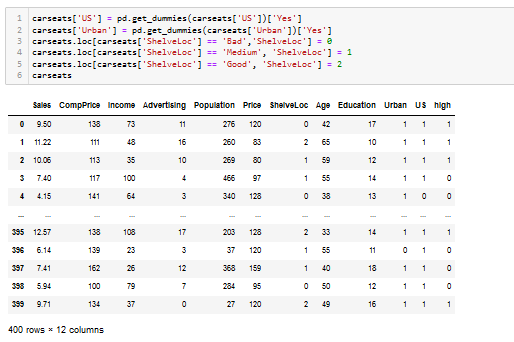 1 carseats['US'] = pd.get_dummies(carseats['US'])['Yes']
2 carseats['Urban'] = pd.get_dummies(carseats['Urban'])['Yes']
3 carseats.loc[carseats['ShelveLoc'] == 'Bad','ShelveLoc'] = 0
4 carseats.loc[carseats['ShelveLoc'] == 'Medium', 'ShelveLoc'] = 1
5 carseats.loc[carseats['ShelveLoc'] == 'Good', 'ShelveLoc'] = 2
6 carseats
Sales CompPrice Income Advertising Population Price ShelveLoc Age Education Urban US high
0 9.50 138 73 11 276 120 0 42 17 1 1 1
1 11.22 111 48 16 260 83 2 65 10 1 1 1
2 10.06 113 35 10 269 80 1 59 12 1 1 1
3 7.40 117 100 4 466 97 1 55 14 1 1 0
4 4.15 141 64 3 340 128 0 38 13 1 0 0
... ... ... ... ... ... ... ... ... ... ... ... ...
395 12.57 138 108 17 203 128 2 33 14 1 1 1
396 6.14 139 23 3 37 120 1 55 11 0 1 0
397 7.41 162 26 12 368 159 1 40 18 1 1 0
398 5.94 100 79 7 284 95 0 50 12 1 1 0
399 9.71 134 37 0 27 120 2 49 16 1 1 1
400 rows × 12 columns